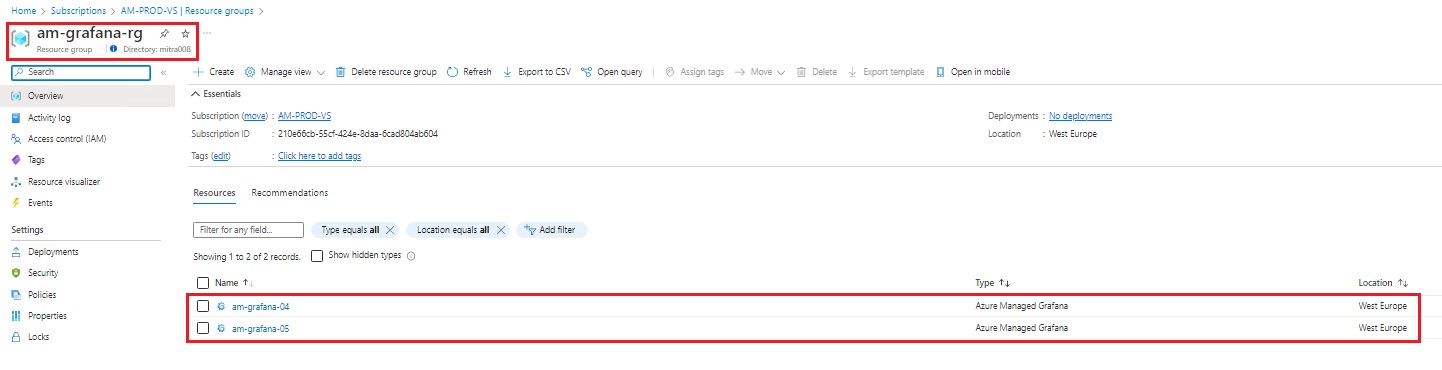 Home > Subscriptions > AM-PROD-VS | Resource groups >
am-grafana-rg
Resource group | Directory: mitra008
Search
Overview
Activity log
Access control (IAM)
Tags
Resource visualizer
Events
Settings
Deployments
Security
Policies
Properties
Locks
Create Manage view Delete resource group Refresh Export to CSV Open query Assign tags Move Delete Export template Open in mobile
Essentials
Subscription (move) : AM-PROD-VS
Subscription ID : 210e66cb-55cf-424e-8daa-6cad804ab604
Tags (edit) : Click here to add tags
Deployments : No deployments
Location : West Europe
Resources Recommendations
Filter for any field... Type equals all Location equals all Add filter
Showing 1 to 2 of 2 records. Show hidden types
Name Type Location
am-grafana-04 Azure Managed Grafana West Europe
am-grafana-05 Azure Managed Grafana West Europe